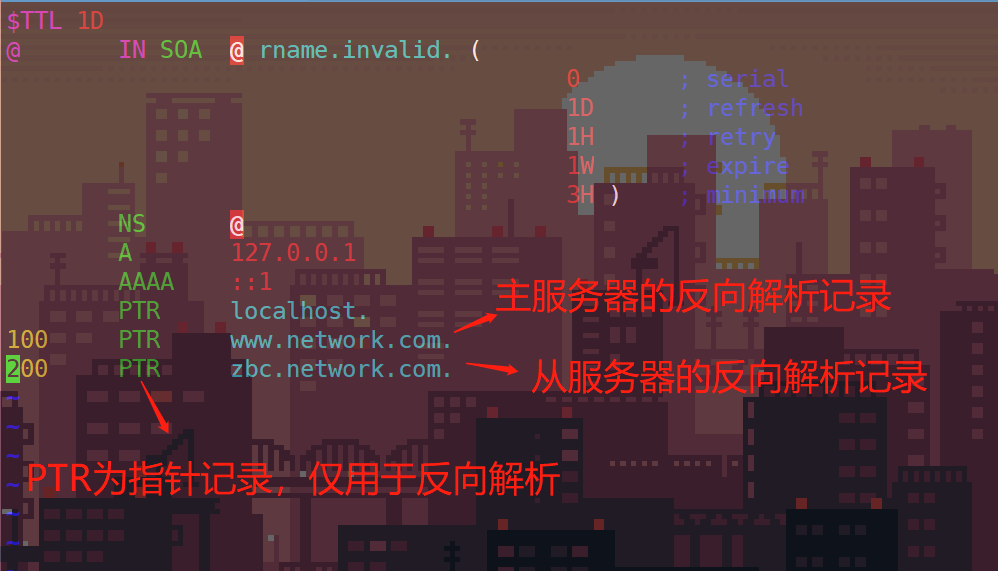 $TTL 1D
@ IN SOA @ rname.invalid. (
0 ; serial
1D ; refresh
1H ; retry
1W ; expire
3H ) ; minimum
NS @
A 127.0.0.1
AAAA ::1
PTR localhost.
主服务器的反向解析记录
100 PTR www.network.com.
200 PTR zbc.network.com.
从服务器的反向解析记录
~
~
~
~
PTR为指针记录，仅用于反向解析
~
~